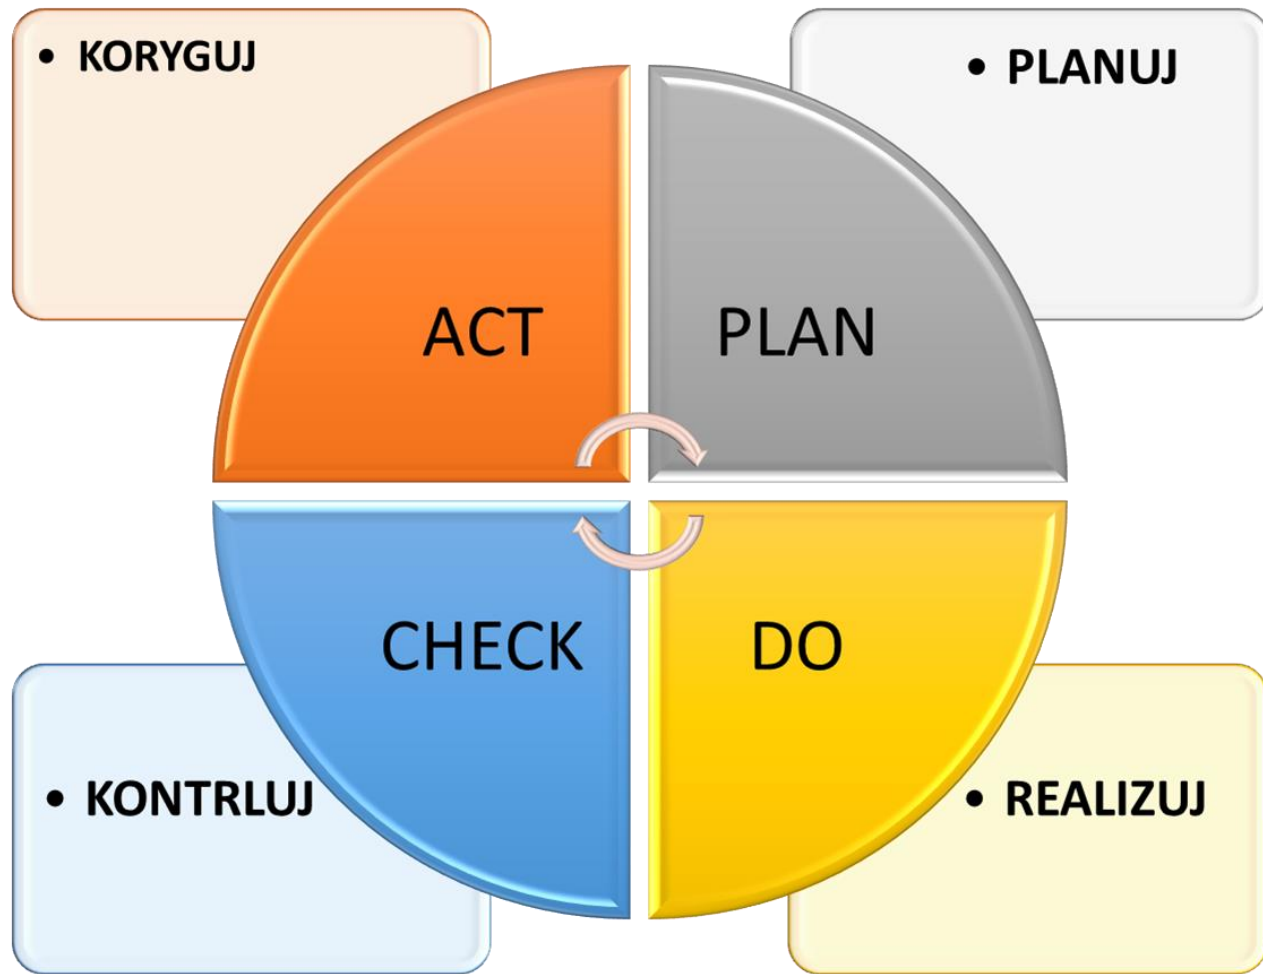 • KORYGUJ
• PLANUJ
ACT
PLAN
CHECK
DO
• KONTRLUJ
• REALIZUJ